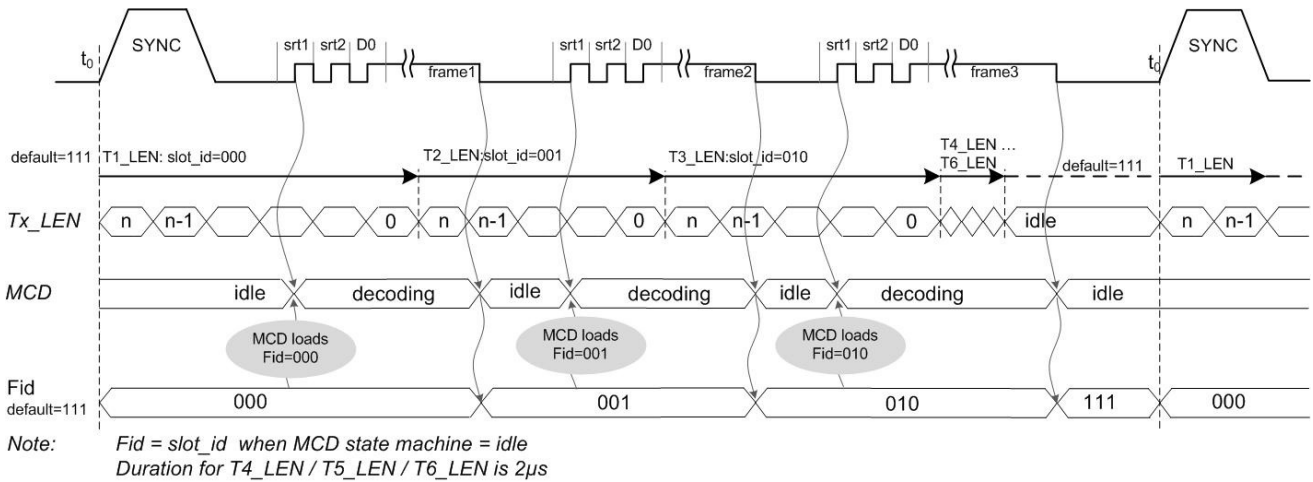 SYNC
SYNC
srt1 srt2 D0
srt1 srt2 D0
srt1 srt2 D0
t0
t0
frame1
frame2
frame3
default=111
T1_LEN: slot_id=000
T2_LEN:slot_id=001
T3_LEN:slot_id=010
T4_LEN ...
T6_LEN
default=111
T1_LEN
Tx_LEN
n n-1 0 n n-1 0 n n-1 0 idle n n-1
MCD
idle decoding idle decoding idle decoding idle
MCD loads
Fid=000
MCD loads
Fid=001
MCD loads
Fid=010
Fid
default=111
000 001 010 111 000
Note: Fid = slot_id when MCD state machine = idle
Duration for T4_LEN / T5_LEN / T6_LEN is 2µs